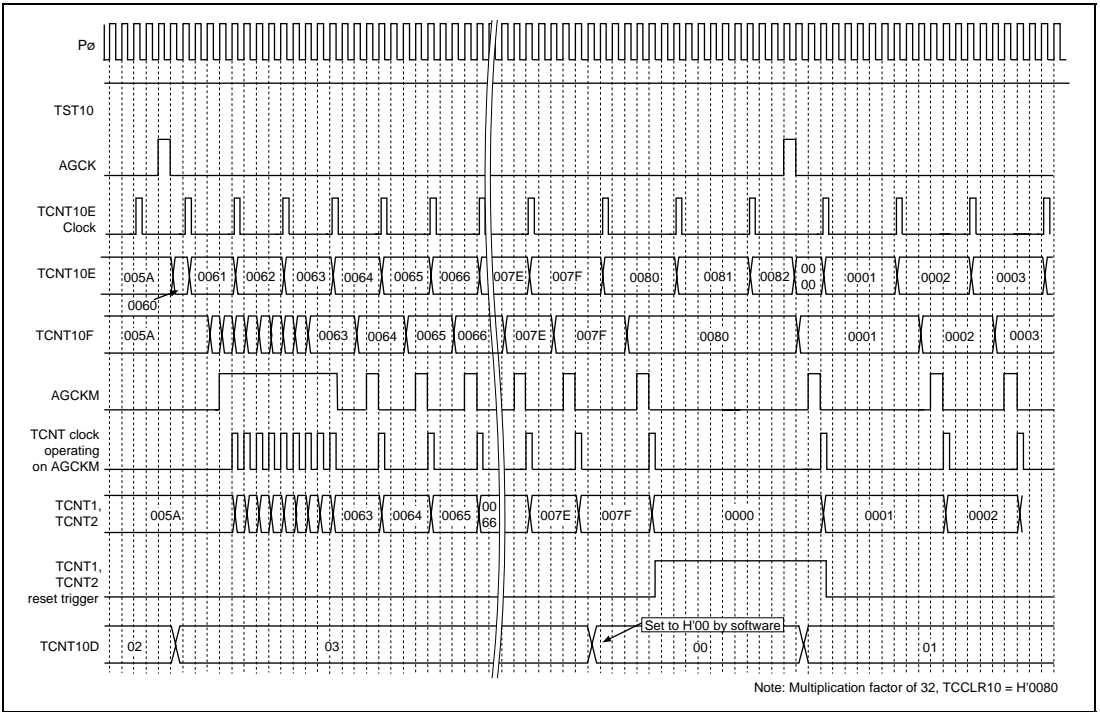 Pø
TST10
AGCK
TCNT10E
Clock
TCNT10E
005A
0061
0062
0063
0064
0065
0066
007E
007F
0080
0081
0082
00
00
0001
0002
0003
0060
TCNT10F
005A
0063
0064
0065
0066
007E
007F
0080
0001
0002
0003
AGCKM
TCNT clock
operating
on AGCKM
TCNT1,
TCNT2
005A
0063
0064
0065
00
66
007E
007F
0000
0001
0002
TCNT1,
TCNT2
reset trigger
Set to H'00 by software
TCNT10D
02
03
00
01
Note: Multiplication factor of 32, TCCLR10 = H'0080